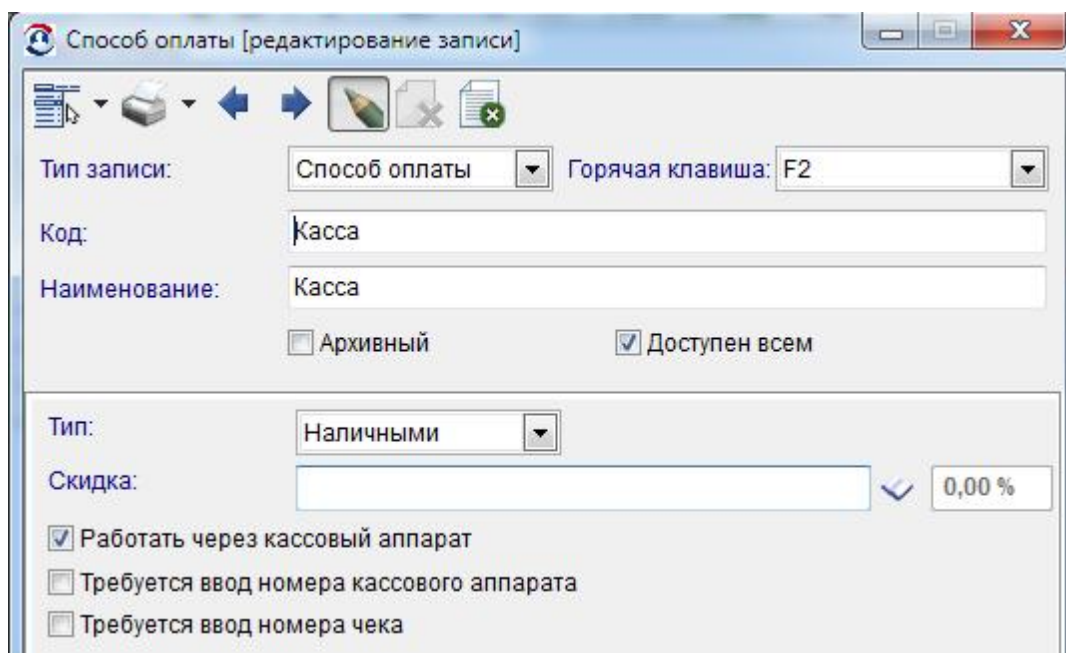 Способ оплаты [редактирование записи]
Тип записи: Способ оплаты Горячая клавиша: F2
Код: Касса
Наименование: Касса
Архивный Доступен всем
Тип: Наличными
Скидка: 0,00 %
Работать через кассовый аппарат
Требуется ввод номера кассового аппарата
Требуется ввод номера чека